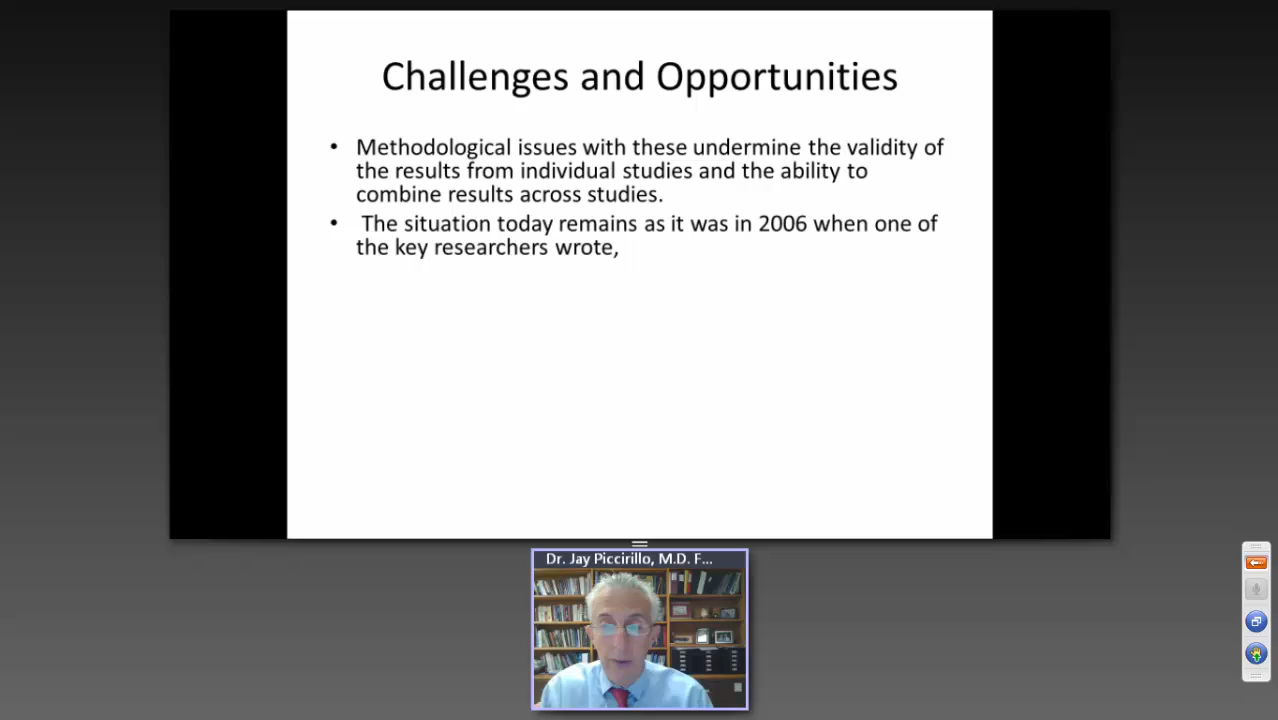 Challenges and Opportunities
• Methodological issues with these undermine the validity of
the results from individual studies and the ability to
combine results across studies.
• The situation today remains as it was in 2006 when one of
the key researchers wrote,
Dr. Jay Piccirillo, M.D. F...